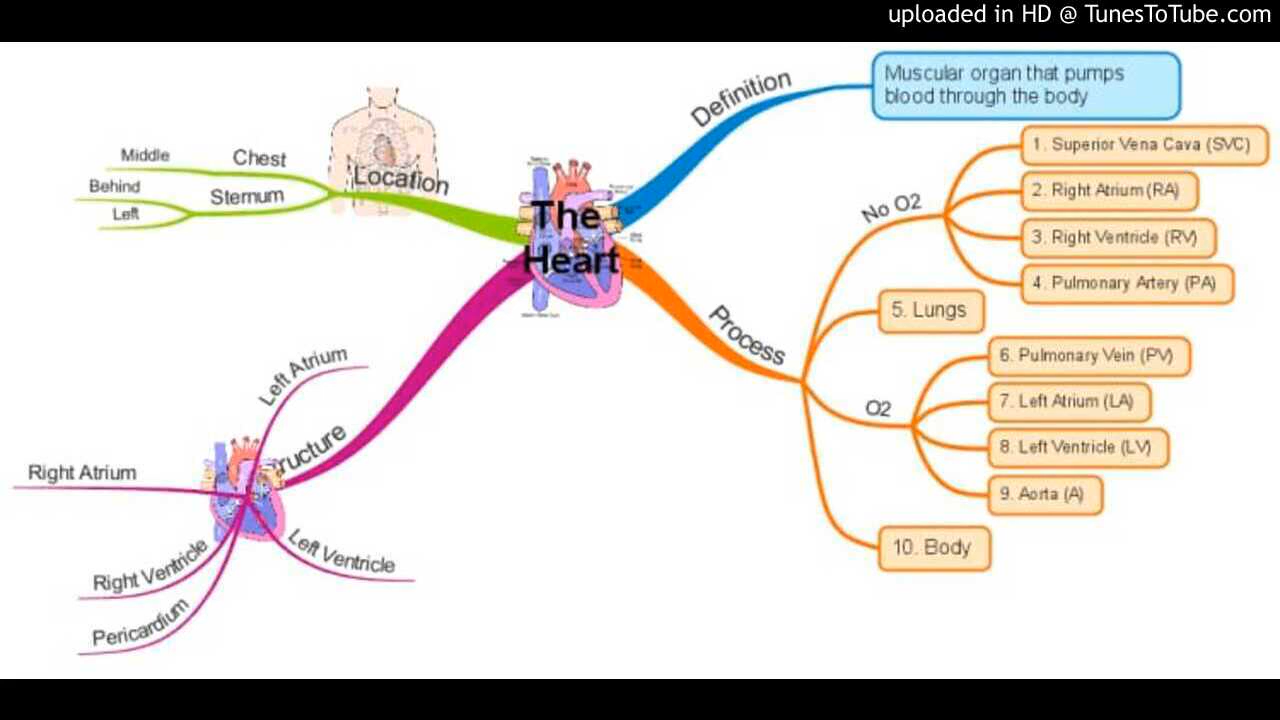 uploaded in HD @ TunesToTube.com
The
Heart
Definition
Muscular organ that pumps
blood through the body
Location
Chest
Middle
Sternum
Behind
Left
Process
No O2
1. Superior Vena Cava (SVC)
2. Right Atrium (RA)
3. Right Ventricle (RV)
4. Pulmonary Artery (PA)
5. Lungs
O2
6. Pulmonary Vein (PV)
7. Left Atrium (LA)
8. Left Ventricle (LV)
9. Aorta (A)
10. Body
ructure
Left Atrium
Right Atrium
Right Ventricle
Left Ventricle
Pericardium